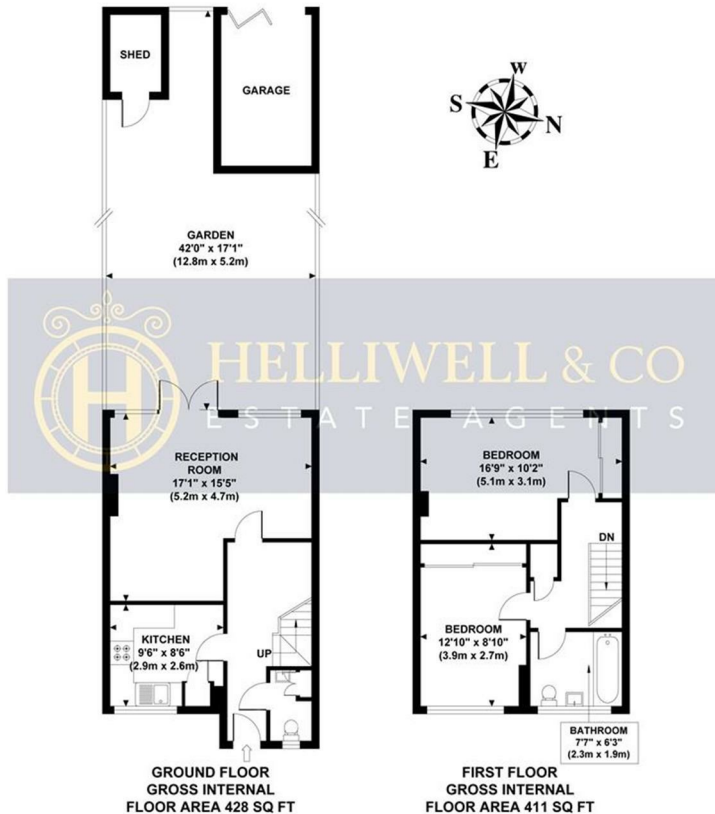 SHED
GARAGE
W
S
N
E
GARDEN
42'0" x 17'1"
(12.8m x 5.2m)
H
HELLIWELL & CO
ESTATE AGENTS
RECEPTION
ROOM
17'1" x 15'5"
(5.2m x 4.7m)
BEDROOM
16'9" x 10'2"
(5.1m x 3.1m)
DN
KITCHEN
9'6" x 8'6"
(2.9m x 2.6m)
UP
BEDROOM
12'10" x 8'10"
(3.9m x 2.7m)
BATHROOM
7'7" x 6'3"
(2.3m x 1.9m)
GROUND FLOOR
GROSS INTERNAL
FLOOR AREA 428 SQ FT
FIRST FLOOR
GROSS INTERNAL
FLOOR AREA 411 SQ FT